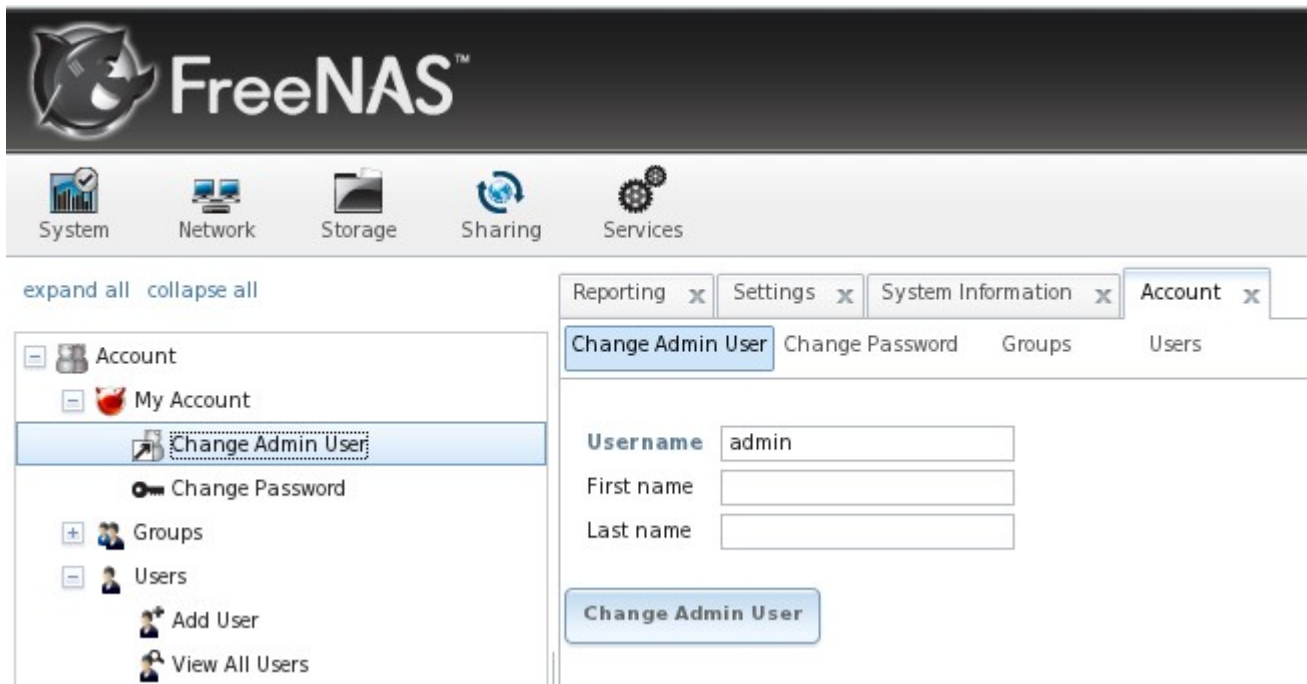 FreeNAS™
System Network Storage Sharing Services
expand all collapse all
Account
My Account
Change Admin User
Change Password
Groups
Users
Add User
View All Users
Reporting x Settings x System Information x Account x
Change Admin User Change Password Groups Users
Username admin
First name
Last name
Change Admin User